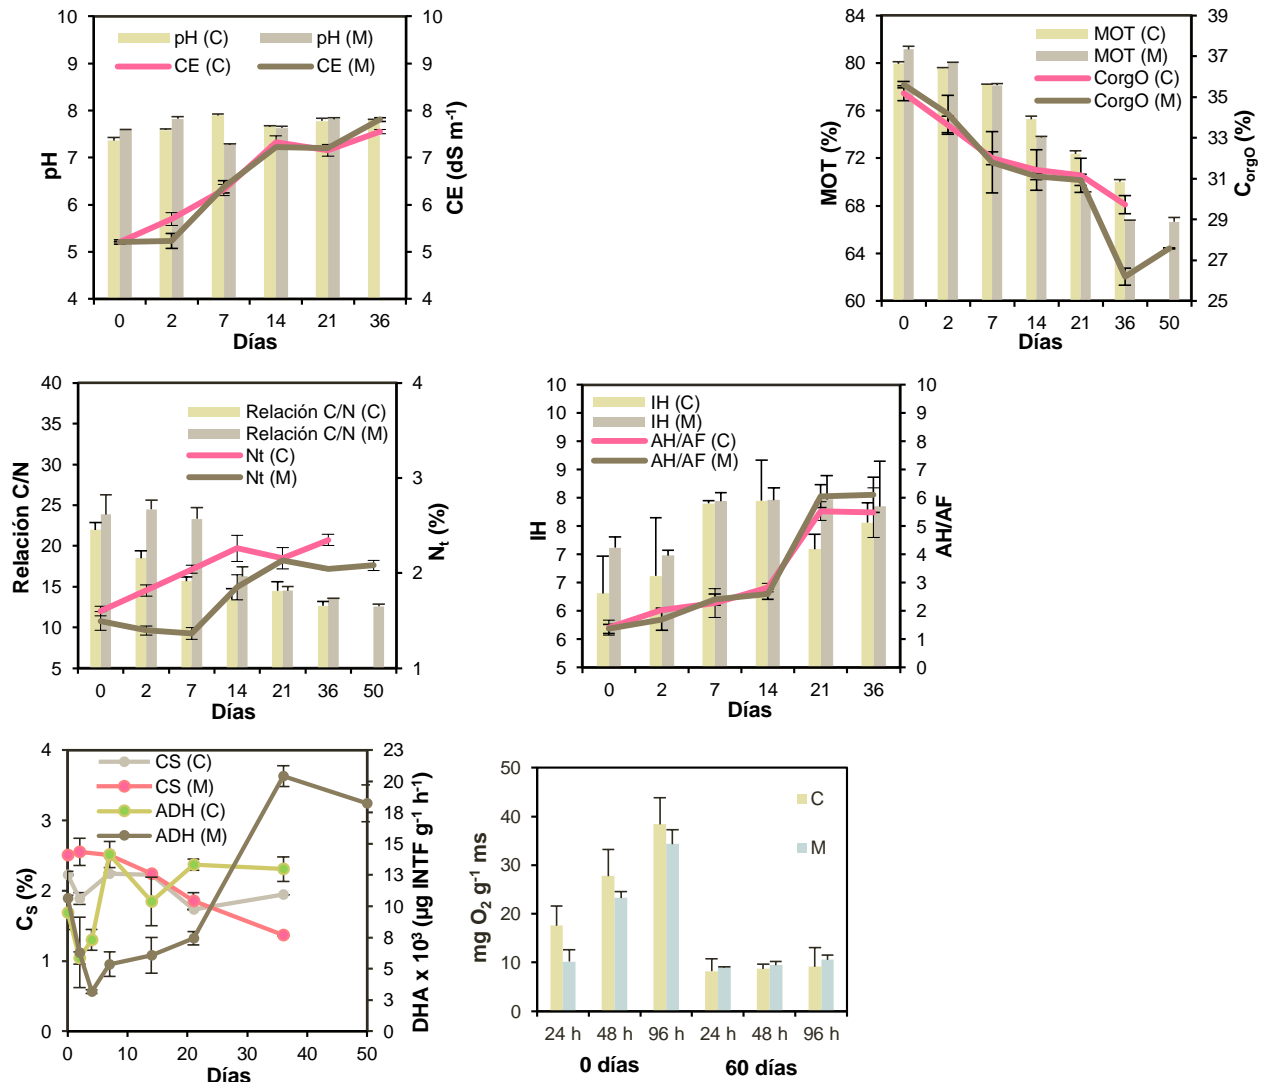 10
9
8
7
6
5
4
pH
pH (C)
pH (M)
CE (C)
CE (M)
10
9
8
7
6
5
4
CE (dS m⁻¹)
0 2 7 14 21 36
Días
84
80
76
72
68
64
60
MOT (%)
MOT (C)
MOT (M)
CorgO (C)
CorgO (M)
39
37
35
33
31
29
27
25
CorgO (%)
0 2 7 14 21 36 50
Días
40
35
30
25
20
15
10
5
Relación C/N
Relación C/N (C)
Relación C/N (M)
Nt (C)
Nt (M)
4
3
2
1
Nt (%)
0 2 7 14 21 36 50
Días
10
10
9
9
8
8
7
7
6
6
5
IH
IH (C)
IH (M)
AH/AF (C)
AH/AF (M)
10
9
8
7
6
5
4
3
2
1
0
AH/AF
0 2 7 14 21 36
Días
4
3
2
1
0
Cs (%)
CS (C)
CS (M)
ADH (C)
ADH (M)
23
20
18
15
13
10
8
5
3
0
DHA x 10³ (µg INTF g⁻¹ h⁻¹)
0 10 20 30 40 50
Días
50
40
30
20
10
0
mg O₂ g⁻¹ ms
C
M
24 h 48 h 96 h 24 h 48 h 96 h
0 días 60 días